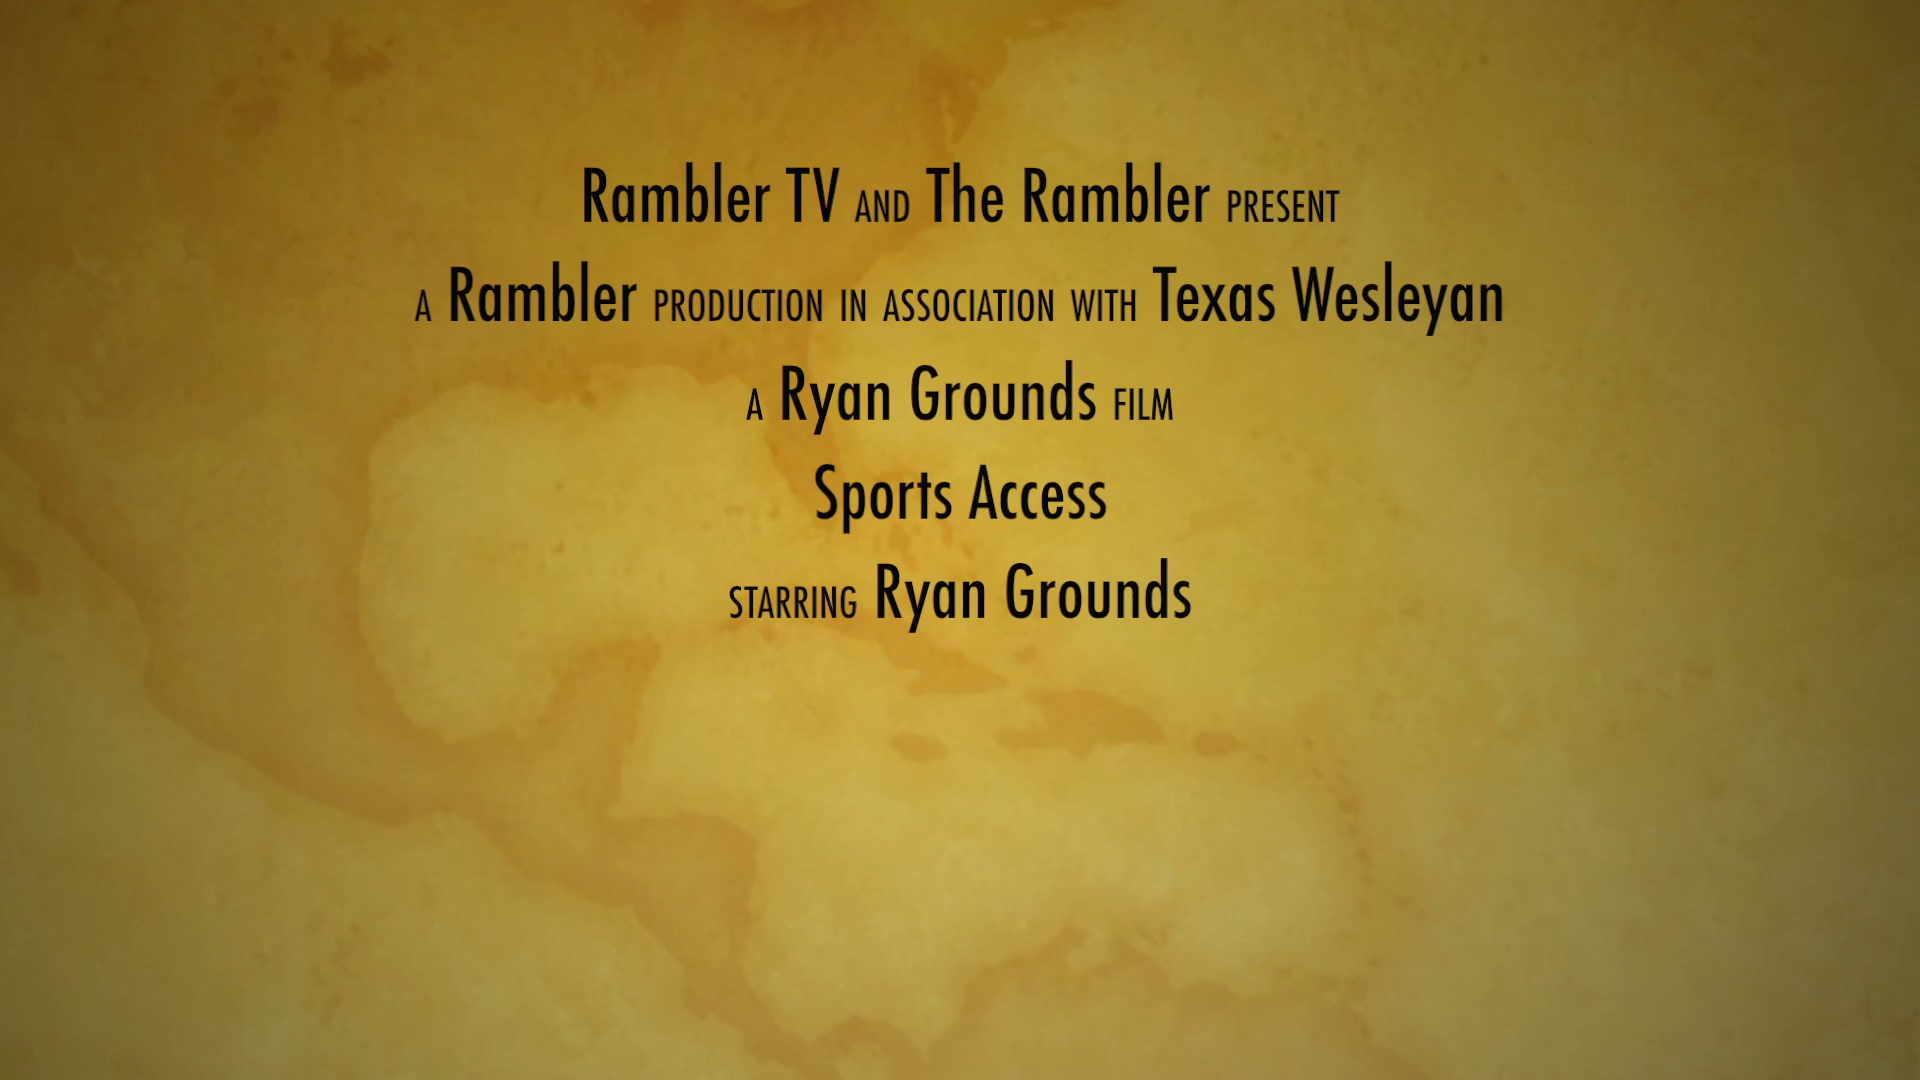 Rambler TV AND The Rambler PRESENT
A Rambler PRODUCTION IN ASSOCIATION WITH Texas Wesleyan
A Ryan Grounds FILM
Sports Access
STARRING Ryan Grounds